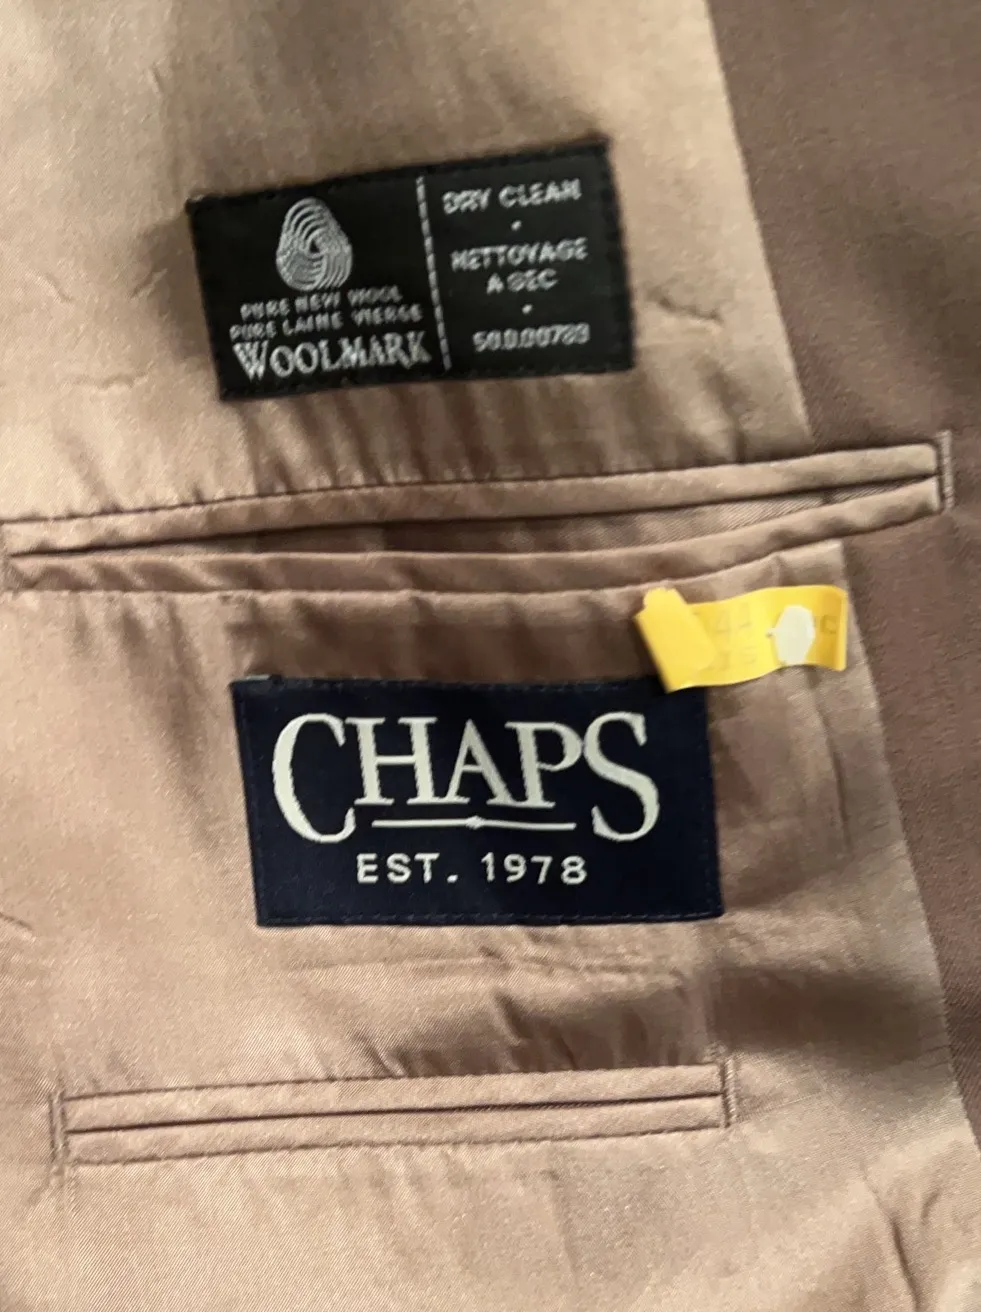 PURE NEW WOOL
PURE LAINE VIERGE
WOOLMARK
DRY CLEAN
NETTOYAGE
A SEC
CHAPS
EST. 1978